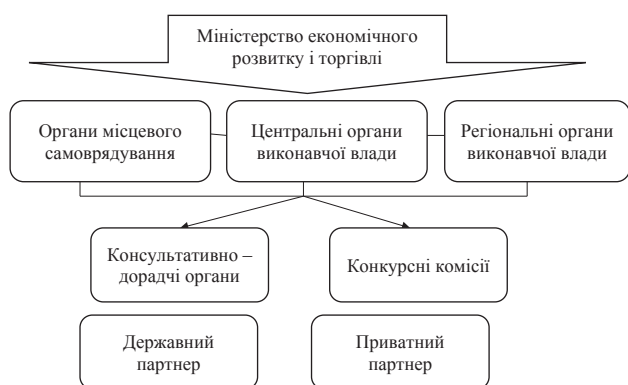 Міністерство економічного
розвитку і торгівлі
Органи місцевого
самоврядування
Центральні органи
виконавчої влади
Регіональні органи
виконавчої влади
Консультативно –
дорадчі органи
Конкурсні комісії
Державний
партнер
Приватний
партнер